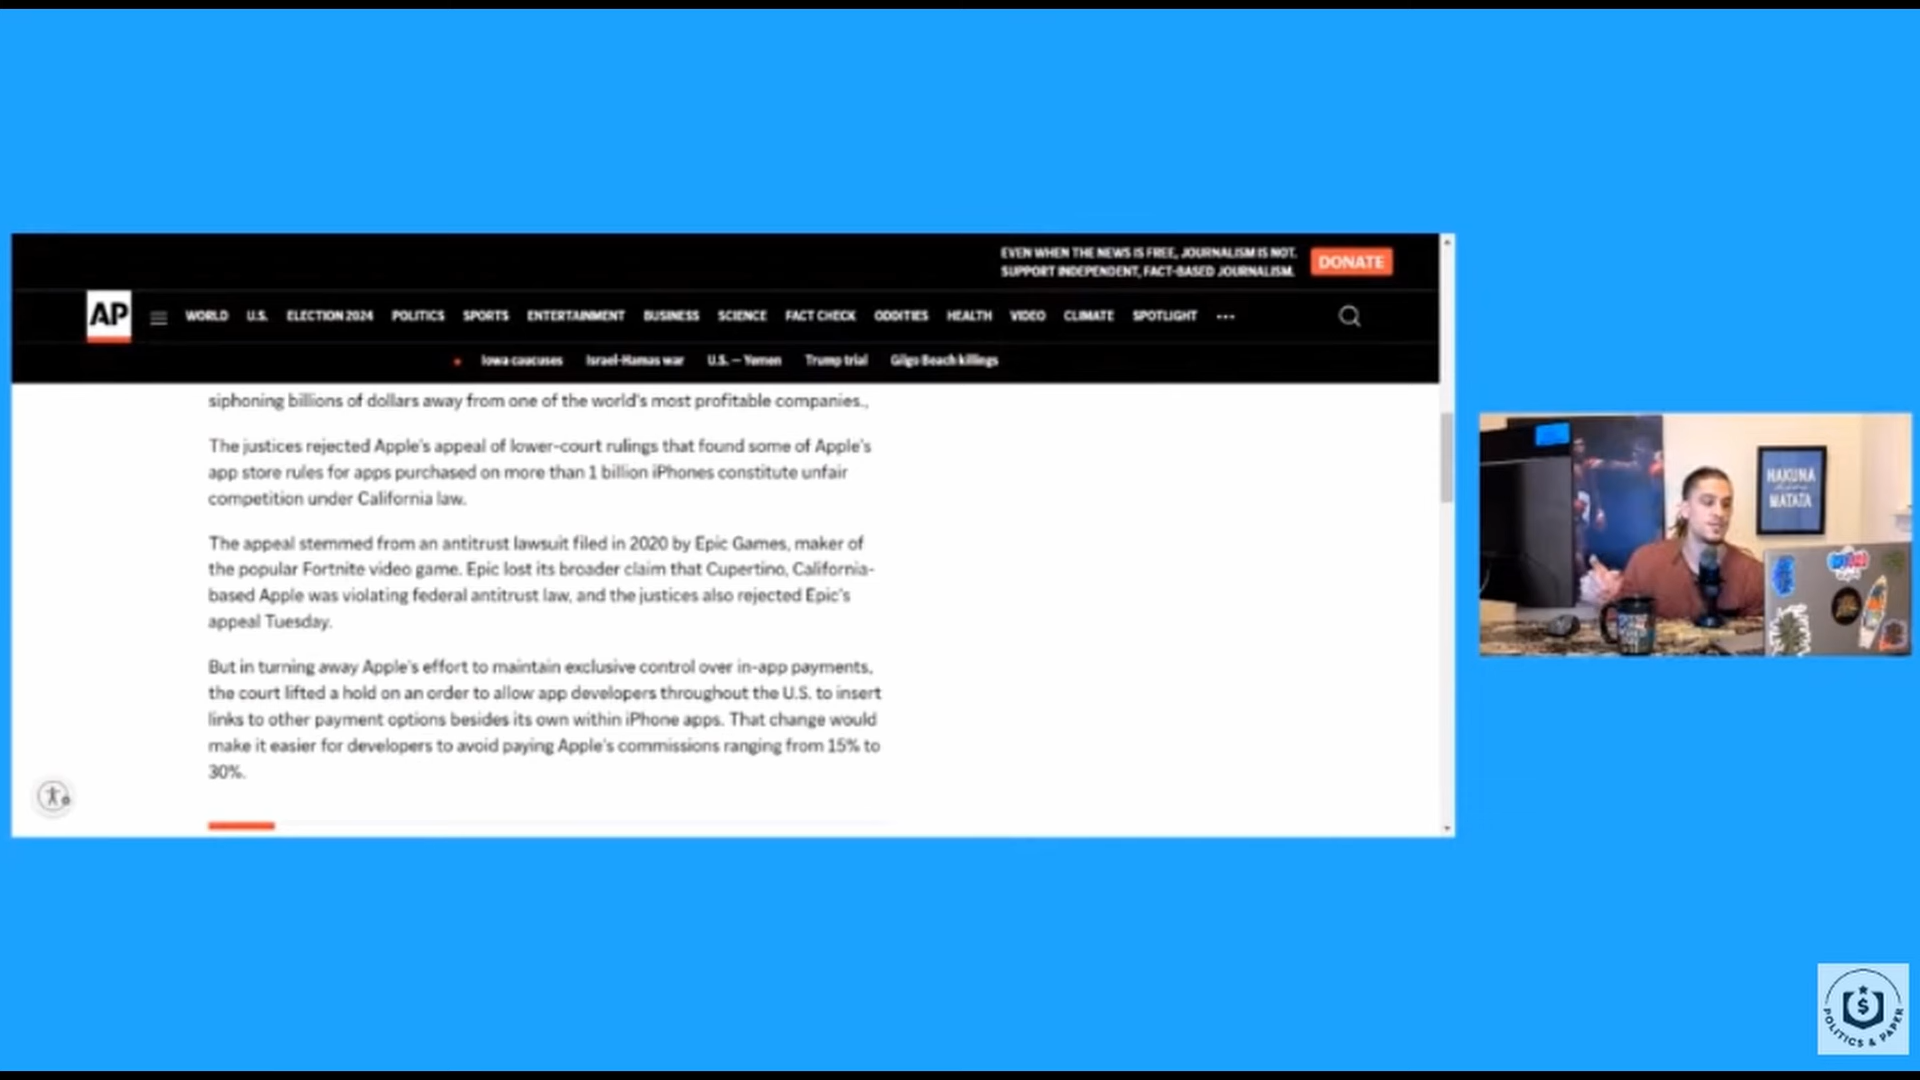 EVEN WHEN THE NEWS IS FREE, JOURNALISM IS NOT.
SUPPORT INDEPENDENT, FACT-BASED JOURNALISM.
DONATE
AP
WORLD U.S. ELECTION 2024 POLITICS SPORTS ENTERTAINMENT BUSINESS SCIENCE FACT CHECK ODDITIES HEALTH VIDEO CLIMATE SPOTLIGHT
Iowa caucuses Israel-Hamas war U.S. — Yemen Trump trial Gilgo Beach killings
siphoning billions of dollars away from one of the world's most profitable companies.,
The justices rejected Apple's appeal of lower-court rulings that found some of Apple's
app store rules for apps purchased on more than 1 billion iPhones constitute unfair
competition under California law.
The appeal stemmed from an antitrust lawsuit filed in 2020 by Epic Games, maker of
the popular Fortnite video game. Epic lost its broader claim that Cupertino, California-
based Apple was violating federal antitrust law, and the justices also rejected Epic's
appeal Tuesday.
But in turning away Apple's effort to maintain exclusive control over in-app payments,
the court lifted a hold on an order to allow app developers throughout the U.S. to insert
links to other payment options besides its own within iPhone apps. That change would
make it easier for developers to avoid paying Apple's commissions ranging from 15% to
30%.
HAKUNA
MATATA
$
POLITICS & PAPER